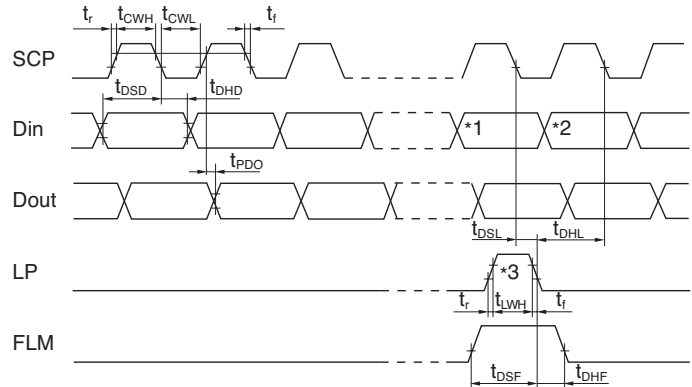 tr tCWH tCWL tf
SCP
tDSD tDHD
Din *1 *2
tPDO
Dout
tDSL tDHL
LP *3
tr tLWH tf
FLM
tDSF tDHF